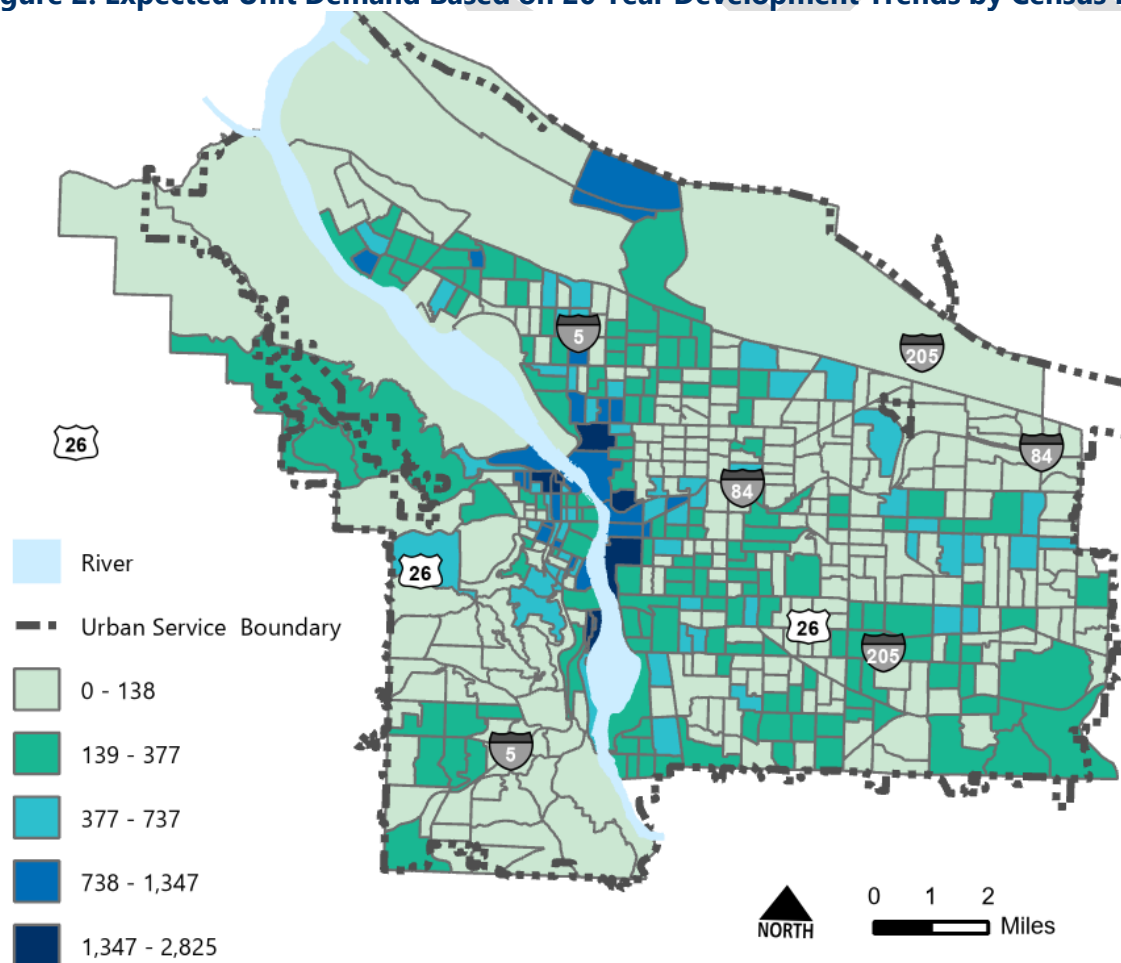 gure 2. Expected Unit Demand Based on 20 Year Development Trends by Census
5
205
26
84
84
26
26
205
5
River
Urban Service Boundary
0 - 138
139 - 377
377 - 737
738 - 1,347
1,347 - 2,825
NORTH
0 1 2
Miles